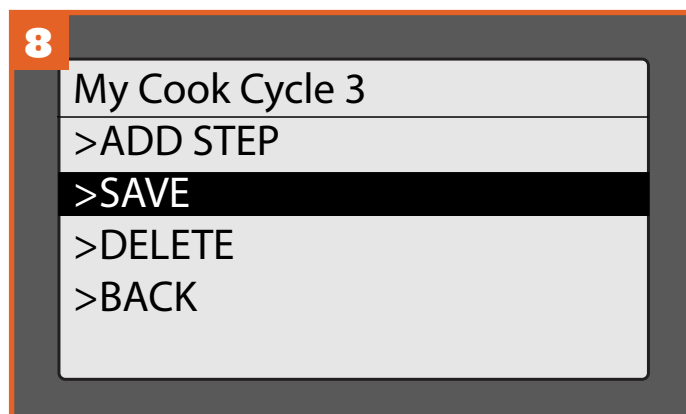 8
My Cook Cycle 3
>ADD STEP
>SAVE
>DELETE
>BACK